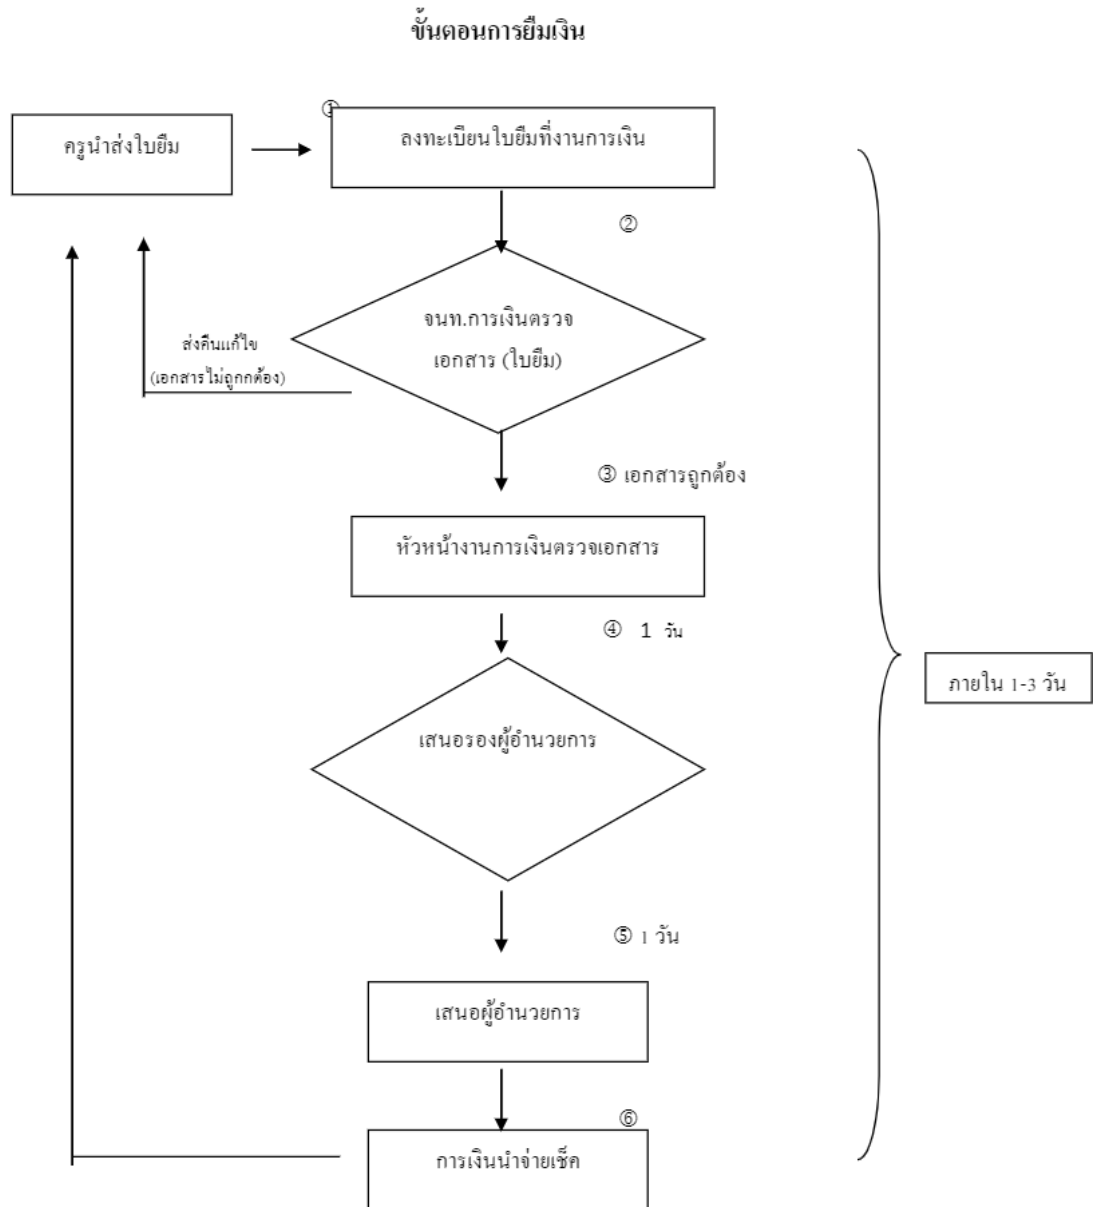 ขั้นตอนการยืมเงิน
①
ครูนำส่งใบยืม
ลงทะเบียนใบยืมที่งานการเงิน
②
จนท.การเงินตรวจ
เอกสาร (ใบยืม)
ส่งคืนแก้ไข
(เอกสารไม่ถูกกต้อง)
③ เอกสารถูกต้อง
หัวหน้างานการเงินตรวจเอกสาร
④ 1 วัน
เสนอรองผู้อำนวยการ
ภายใน 1-3 วัน
⑤ 1 วัน
เสนอผู้อำนวยการ
⑥
การเงินนำจ่ายเช็ค